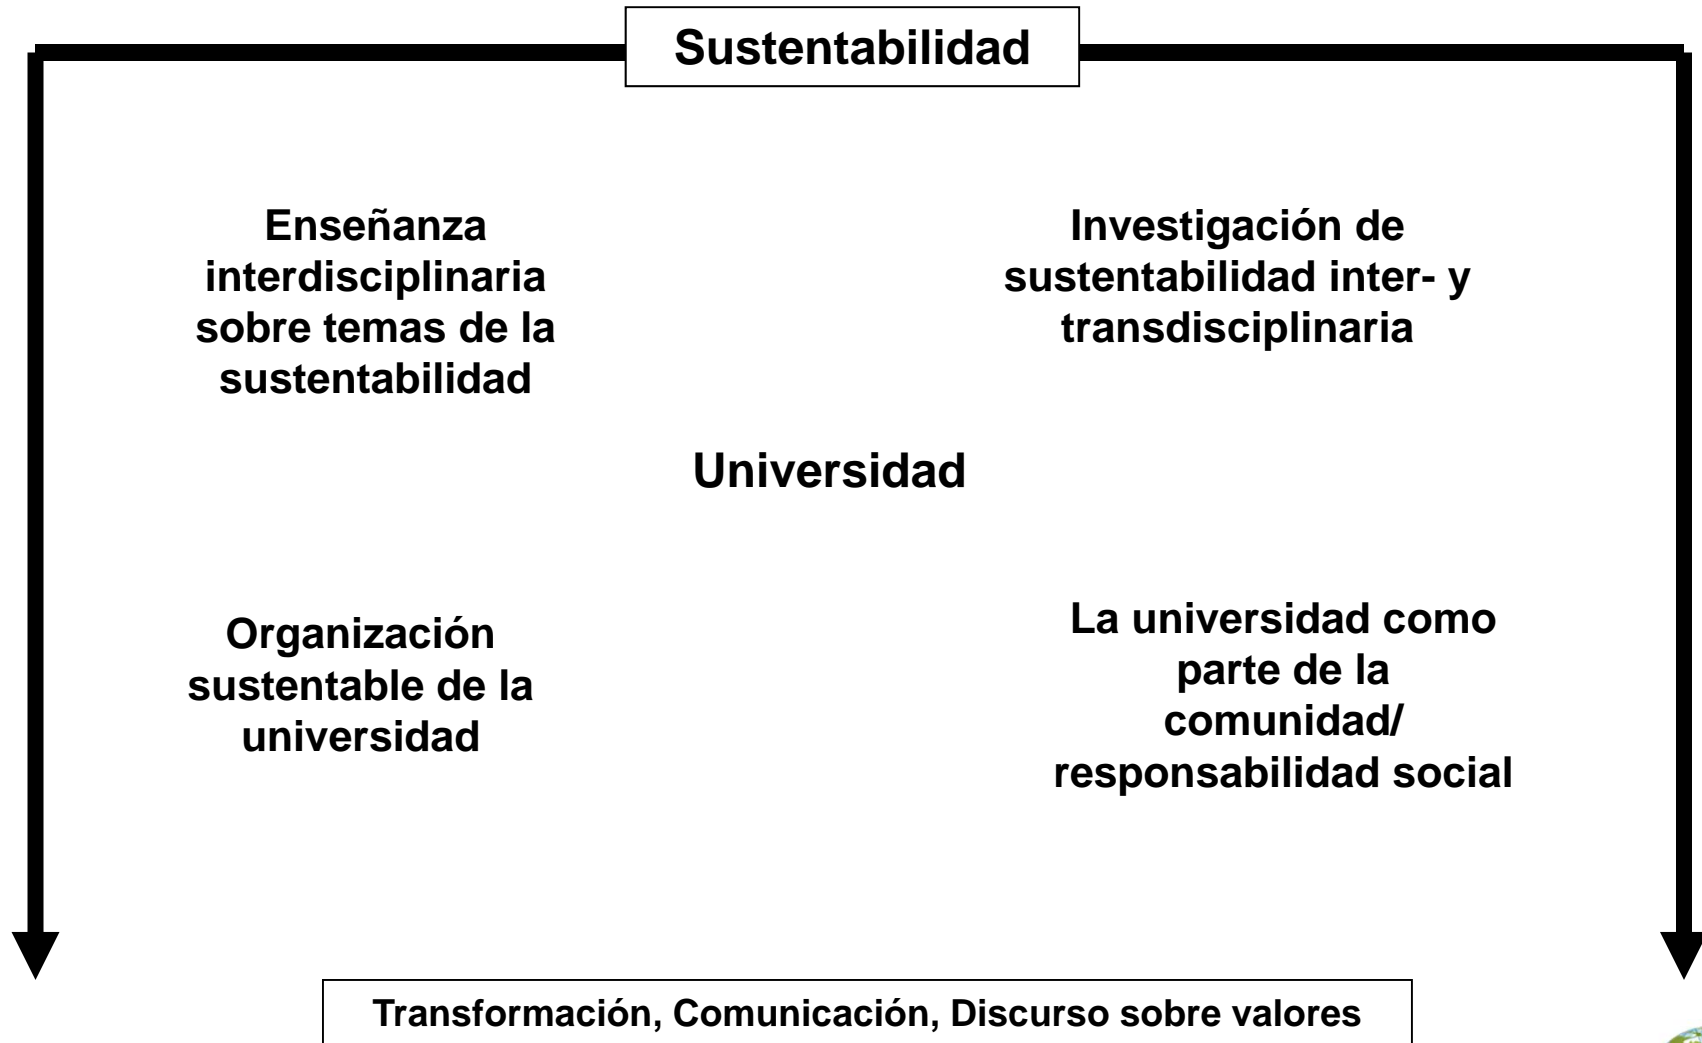 Sustentabilidad
Enseñanza
interdisciplinaria
sobre temas de la
sustentabilidad
Investigación de
sustentabilidad inter- y
transdisciplinaria
Universidad
Organización
sustentable de la
universidad
La universidad como
parte de la
comunidad/
responsabilidad social
Transformación, Comunicación, Discurso sobre valores